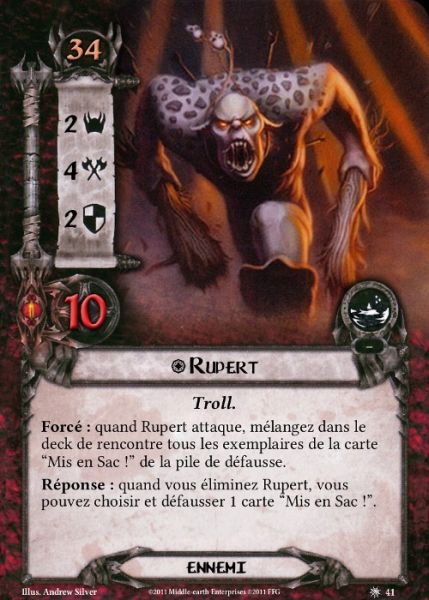 34
2
4
2
10
Rupert
Troll.
Forcé : quand Rupert attaque, mélangez dans le
deck de rencontre tous les exemplaires de la carte
“Mis en Sac !” de la pile de défausse.
Réponse : quand vous éliminez Rupert, vous
pouvez choisir et défausser 1 carte “Mis en Sac !”.
ENNEMI
Illus. Andrew Silver
©2011 Middle-earth Enterprises ©2011 FFG
41